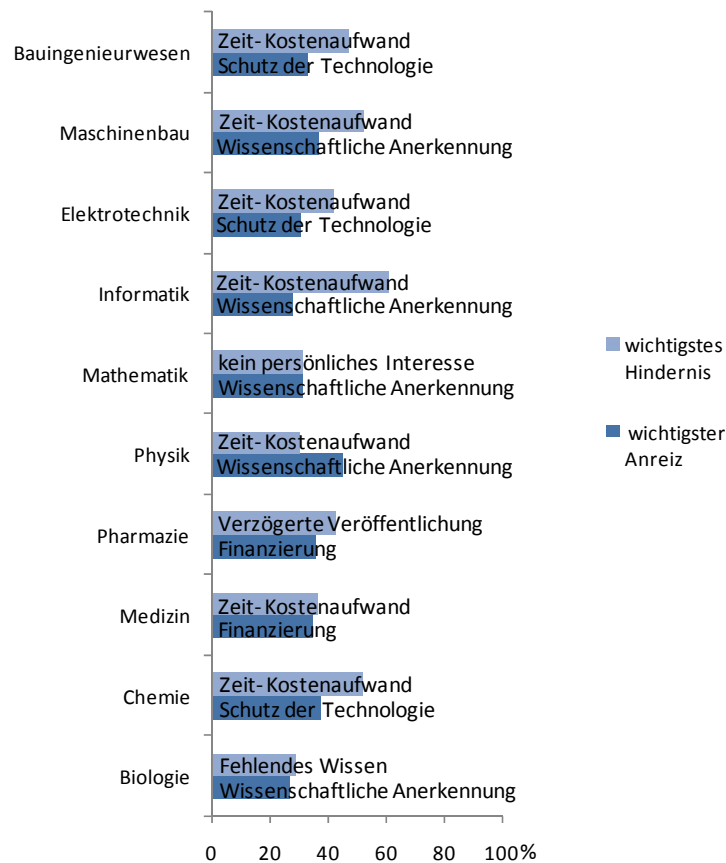 Bauingenieurwesen
Zeit-Kostenaufwand
Schutz der Technologie
Maschinenbau
Zeit-Kostenaufwand
Wissenschaftliche Anerkennung
Elektrotechnik
Zeit-Kostenaufwand
Schutz der Technologie
Informatik
Zeit-Kostenaufwand
Wissenschaftliche Anerkennung
Mathematik
kein persönliches Interesse
Wissenschaftliche Anerkennung
Physik
Zeit-Kostenaufwand
Wissenschaftliche Anerkennung
Pharmazie
Verzögerte Veröffentlichung
Finanzierung
Medizin
Zeit-Kostenaufwand
Finanzierung
Chemie
Zeit-Kostenaufwand
Schutz der Technologie
Biologie
Fehlendes Wissen
Wissenschaftliche Anerkennung
0 20 40 60 80 100%
wichtigstes
Hindernis
wichtigster
Anreiz